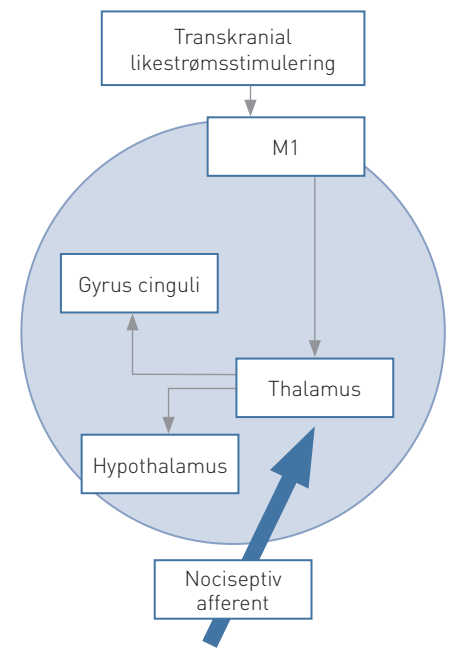 Transkranial
likestrømsstimulering
M1
Gyrus cinguli
Thalamus
Hypothalamus
Nociseptiv
afferent